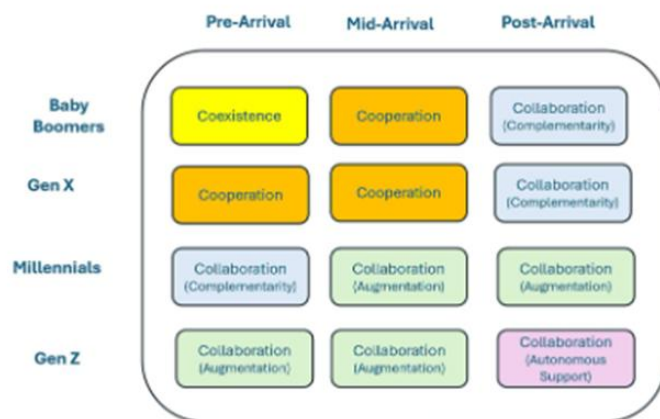 Pre-Arrival Mid-Arrival Post-Arrival
Baby
Boomers
Coexistence
Cooperation
Collaboration
(Complementarity)
Gen X
Cooperation
Cooperation
Collaboration
(Complementarity)
Millennials
Collaboration
(Complementarity)
Collaboration
(Augmentation)
Collaboration
(Augmentation)
Gen Z
Collaboration
(Augmentation)
Collaboration
(Augmentation)
Collaboration
(Autonomous
Support)